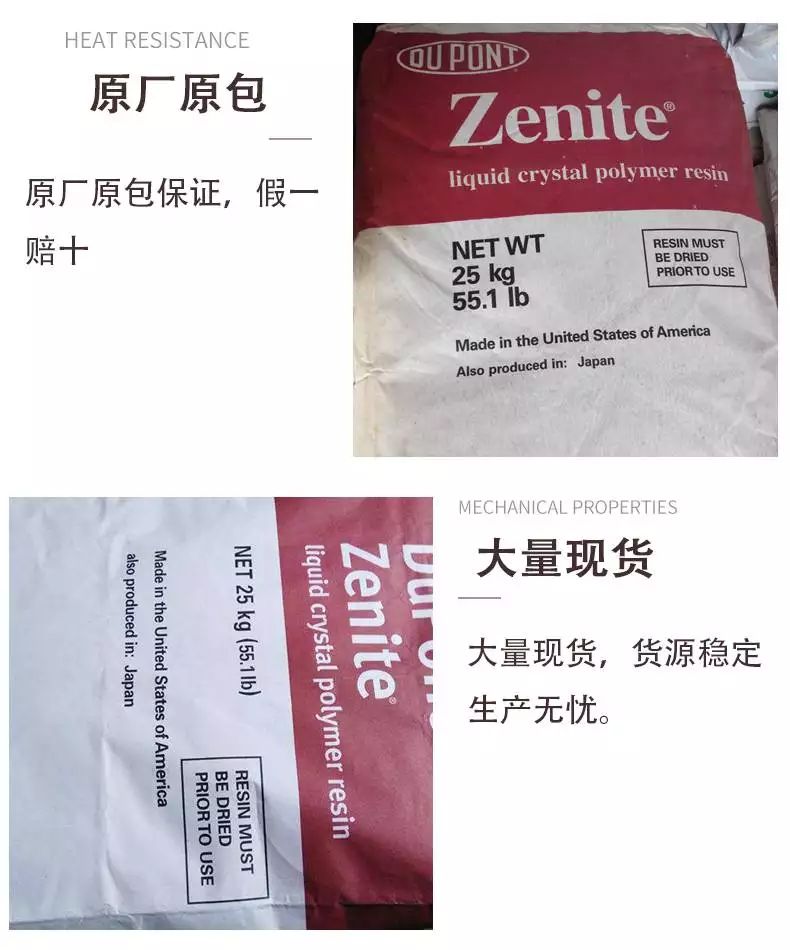 HEAT RESISTANCE
原厂原包
原厂原包保证，假一
赔十
DU PONT
Zenite®
liquid crystal polymer resin
NET WT
25 kg
55.1 lb
RESIN MUST
BE DRIED
PRIOR TO USE
Made in the United States of America
Also produced in: Japan
Zenite®
liquid crystal polymer resin
NET 25 kg (55.1 lb)
Made in the United States of America
also produced in: Japan
RESIN MUST
BE DRIED
PRIOR TO USE
MECHANICAL PROPERTIES
大量现货
大量现货，货源稳定
生产无忧。